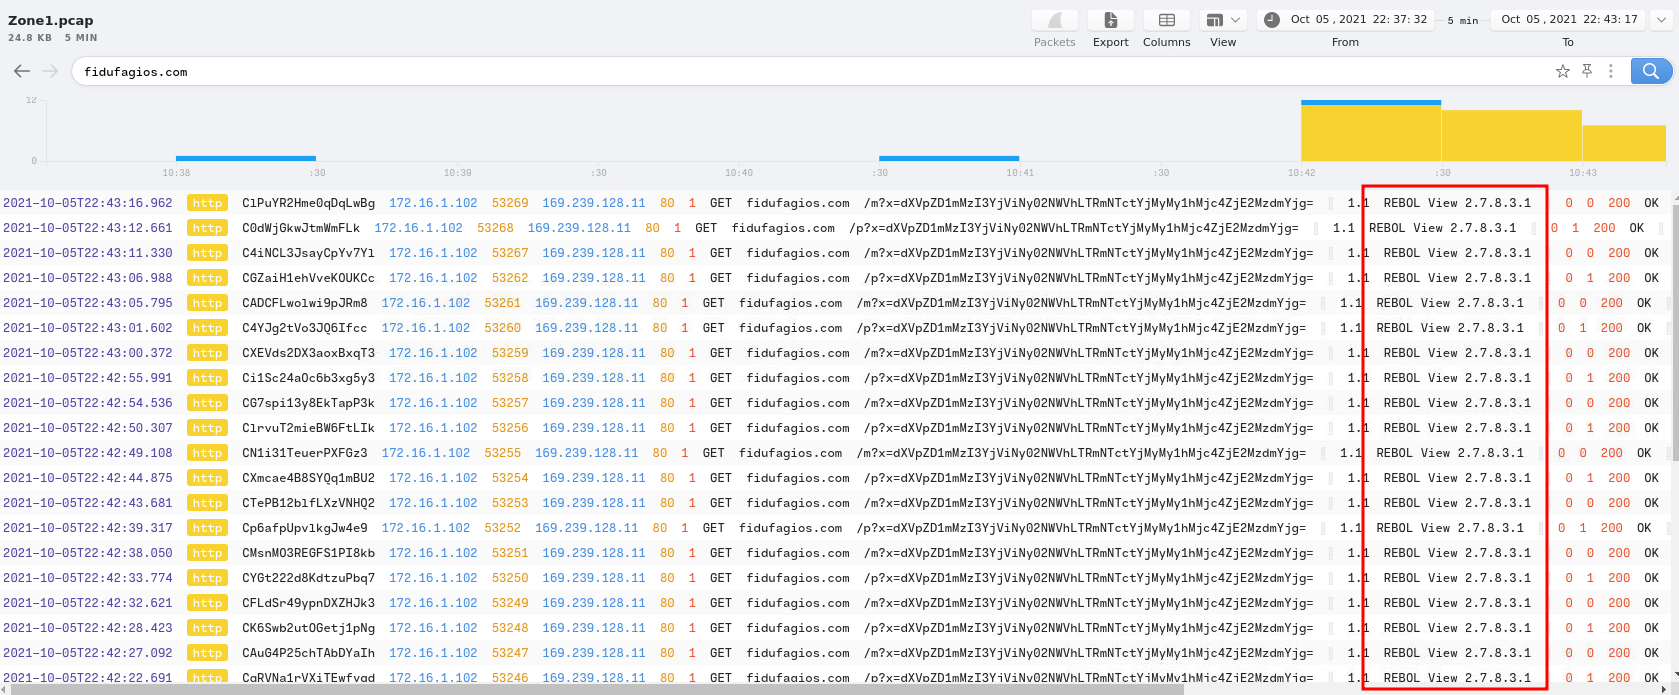 Zone1.pcap
24.8 KB 5 MIN
Packets Export Columns View
Oct 05 , 2021 22: 37: 32 5 min Oct 05 , 2021 22: 43: 17
From To
fidufagios.com
12
0
10:38 :30 10:39 :30 10:40 :30 10:41 :30 10:42 :30 10:43
2021-10-05T22:43:16.962 http ClPuYR2Hme0qDqLwBg 172.16.1.102 53269 169.239.128.11 80 1 GET fidufagios.com /m?x=dXVpZD1mMzI3YjViNy02NWVhLTRmNTctYjMyMy1hMjc4ZjE2MzdmYjg= 1.1 REBOL View 2.7.8.3.1 0 0 200 OK
2021-10-05T22:43:12.661 http C0dWjGkwJtmWmFLk 172.16.1.102 53268 169.239.128.11 80 1 GET fidufagios.com /p?x=dXVpZD1mMzI3YjViNy02NWVhLTRmNTctYjMyMy1hMjc4ZjE2MzdmYjg= 1.1 REBOL View 2.7.8.3.1 0 1 200 OK
2021-10-05T22:43:11.330 http C4iNCL3JsayCpYv7Yl 172.16.1.102 53267 169.239.128.11 80 1 GET fidufagios.com /m?x=dXVpZD1mMzI3YjViNy02NWVhLTRmNTctYjMyMy1hMjc4ZjE2MzdmYjg= 1.1 REBOL View 2.7.8.3.1 0 0 200 OK
2021-10-05T22:43:06.988 http CGZaiH1ehVveKOUKCc 172.16.1.102 53262 169.239.128.11 80 1 GET fidufagios.com /p?x=dXVpZD1mMzI3YjViNy02NWVhLTRmNTctYjMyMy1hMjc4ZjE2MzdmYjg= 1.1 REBOL View 2.7.8.3.1 0 1 200 OK
2021-10-05T22:43:05.795 http CADCFLwolwi9pJRm8 172.16.1.102 53261 169.239.128.11 80 1 GET fidufagios.com /m?x=dXVpZD1mMzI3YjViNy02NWVhLTRmNTctYjMyMy1hMjc4ZjE2MzdmYjg= 1.1 REBOL View 2.7.8.3.1 0 0 200 OK
2021-10-05T22:43:01.602 http C4YJg2tVo3JQ6Ifcc 172.16.1.102 53260 169.239.128.11 80 1 GET fidufagios.com /p?x=dXVpZD1mMzI3YjViNy02NWVhLTRmNTctYjMyMy1hMjc4ZjE2MzdmYjg= 1.1 REBOL View 2.7.8.3.1 0 1 200 OK
2021-10-05T22:43:00.372 http CXEVds2DX3aoxBxqT3 172.16.1.102 53259 169.239.128.11 80 1 GET fidufagios.com /m?x=dXVpZD1mMzI3YjViNy02NWVhLTRmNTctYjMyMy1hMjc4ZjE2MzdmYjg= 1.1 REBOL View 2.7.8.3.1 0 0 200 OK
2021-10-05T22:42:55.991 http Ci1Sc24aOc6b3xg5y3 172.16.1.102 53258 169.239.128.11 80 1 GET fidufagios.com /p?x=dXVpZD1mMzI3YjViNy02NWVhLTRmNTctYjMyMy1hMjc4ZjE2MzdmYjg= 1.1 REBOL View 2.7.8.3.1 0 1 200 OK
2021-10-05T22:42:54.536 http CG7spi13y8EkTapP3k 172.16.1.102 53257 169.239.128.11 80 1 GET fidufagios.com /m?x=dXVpZD1mMzI3YjViNy02NWVhLTRmNTctYjMyMy1hMjc4ZjE2MzdmYjg= 1.1 REBOL View 2.7.8.3.1 0 0 200 OK
2021-10-05T22:42:50.307 http ClrvuT2mieBW6FtLIk 172.16.1.102 53256 169.239.128.11 80 1 GET fidufagios.com /p?x=dXVpZD1mMzI3YjViNy02NWVhLTRmNTctYjMyMy1hMjc4ZjE2MzdmYjg= 1.1 REBOL View 2.7.8.3.1 0 1 200 OK
2021-10-05T22:42:49.108 http CN1i31TeuerPXFGz3 172.16.1.102 53255 169.239.128.11 80 1 GET fidufagios.com /m?x=dXVpZD1mMzI3YjViNy02NWVhLTRmNTctYjMyMy1hMjc4ZjE2MzdmYjg= 1.1 REBOL View 2.7.8.3.1 0 0 200 OK
2021-10-05T22:42:44.875 http CXmcae4B8SYQq1mBU2 172.16.1.102 53254 169.239.128.11 80 1 GET fidufagios.com /p?x=dXVpZD1mMzI3YjViNy02NWVhLTRmNTctYjMyMy1hMjc4ZjE2MzdmYjg= 1.1 REBOL View 2.7.8.3.1 0 1 200 OK
2021-10-05T22:42:43.681 http CTePB12blfLXzVNHQ2 172.16.1.102 53253 169.239.128.11 80 1 GET fidufagios.com /m?x=dXVpZD1mMzI3YjViNy02NWVhLTRmNTctYjMyMy1hMjc4ZjE2MzdmYjg= 1.1 REBOL View 2.7.8.3.1 0 0 200 OK
2021-10-05T22:42:39.317 http Cp6afpUpvlkgJw4e9 172.16.1.102 53252 169.239.128.11 80 1 GET fidufagios.com /p?x=dXVpZD1mMzI3YjViNy02NWVhLTRmNTctYjMyMy1hMjc4ZjE2MzdmYjg= 1.1 REBOL View 2.7.8.3.1 0 1 200 OK
2021-10-05T22:42:38.050 http CMsnMO3REGFS1PI8kb 172.16.1.102 53251 169.239.128.11 80 1 GET fidufagios.com /m?x=dXVpZD1mMzI3YjViNy02NWVhLTRmNTctYjMyMy1hMjc4ZjE2MzdmYjg= 1.1 REBOL View 2.7.8.3.1 0 0 200 OK
2021-10-05T22:42:33.774 http CYGt222d8KdtzuPbq7 172.16.1.102 53250 169.239.128.11 80 1 GET fidufagios.com /p?x=dXVpZD1mMzI3YjViNy02NWVhLTRmNTctYjMyMy1hMjc4ZjE2MzdmYjg= 1.1 REBOL View 2.7.8.3.1 0 1 200 OK
2021-10-05T22:42:32.621 http CFLdSr49ypnDXZHJk3 172.16.1.102 53249 169.239.128.11 80 1 GET fidufagios.com /m?x=dXVpZD1mMzI3YjViNy02NWVhLTRmNTctYjMyMy1hMjc4ZjE2MzdmYjg= 1.1 REBOL View 2.7.8.3.1 0 0 200 OK
2021-10-05T22:42:28.423 http CK6Swb2utOGetj1pNg 172.16.1.102 53248 169.239.128.11 80 1 GET fidufagios.com /p?x=dXVpZD1mMzI3YjViNy02NWVhLTRmNTctYjMyMy1hMjc4ZjE2MzdmYjg= 1.1 REBOL View 2.7.8.3.1 0 1 200 OK
2021-10-05T22:42:27.092 http CAuG4P25chTAbDYaIh 172.16.1.102 53247 169.239.128.11 80 1 GET fidufagios.com /m?x=dXVpZD1mMzI3YjViNy02NWVhLTRmNTctYjMyMy1hMjc4ZjE2MzdmYjg= 1.1 REBOL View 2.7.8.3.1 0 0 200 OK
2021-10-05T22:42:22.691 http CqRVNa1rVXiTEwfvqd 172.16.1.102 53246 169.239.128.11 80 1 GET fidufagios.com /p?x=dXVpZD1mMzI3YjViNy02NWVhLTRmNTctYjMyMy1hMjc4ZjE2MzdmYjg= 1.1 REBOL View 2.7.8.3.1 0 1 200 OK